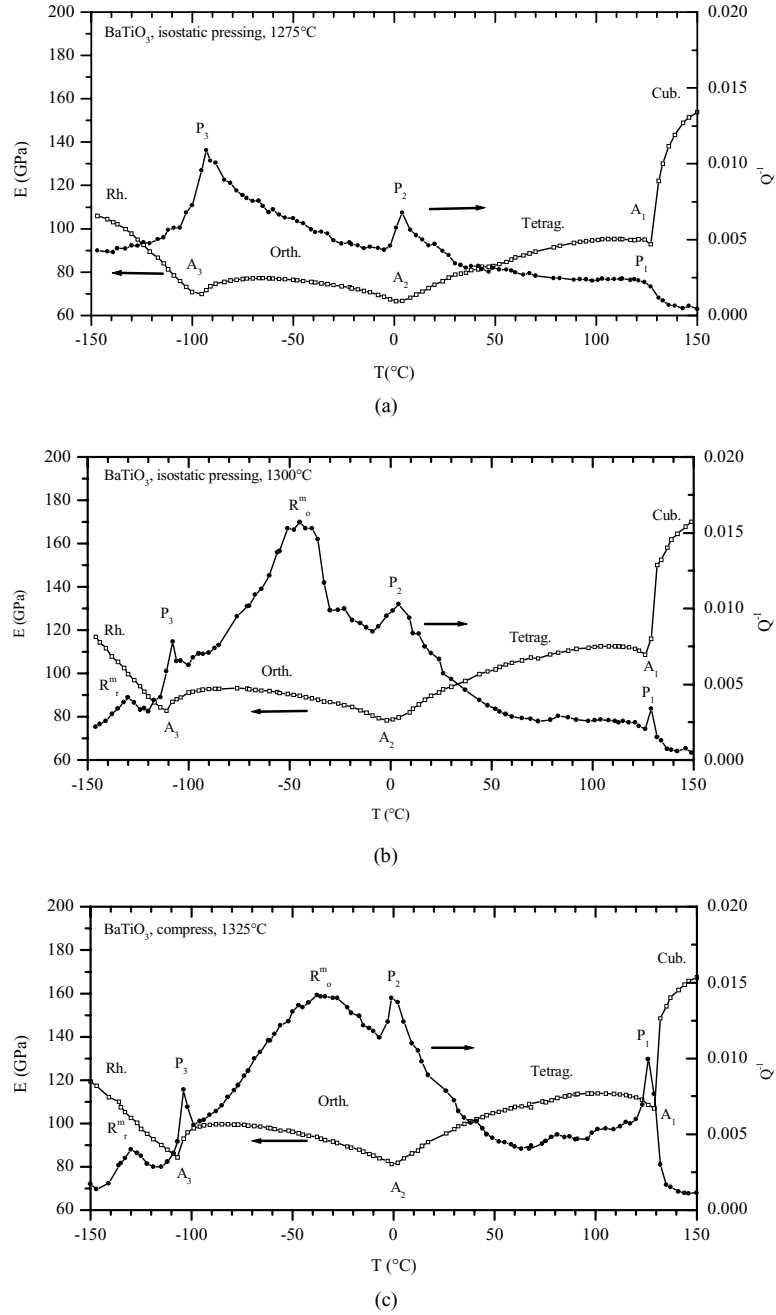 BaTiO3, isostatic pressing, 1275°C
200
180
160
140
120
100
80
60
E (GPa)
0.020
0.015
0.010
0.005
0.000
Q-1
Rh.
P3
A3
Orth.
P2
A2
Tetrag.
A1
P1
Cub.
-150 -100 -50 0 50 100 150
T(°C)
(a)
BaTiO3, isostatic pressing, 1300°C
200
180
160
140
120
100
80
60
E (GPa)
0.020
0.015
0.010
0.005
0.000
Q-1
Rh.
Rmr
P3
A3
Rmo
Orth.
P2
A2
Tetrag.
A1
P1
Cub.
-150 -100 -50 0 50 100 150
T (°C)
(b)
BaTiO3, compress, 1325°C
200
180
160
140
120
100
80
60
E (GPa)
0.020
0.015
0.010
0.005
0.000
Q-1
Rh.
Rmr
P3
A3
Rmo
Orth.
P2
A2
Tetrag.
P1
A1
Cub.
-150 -100 -50 0 50 100 150
T (°C)
(c)